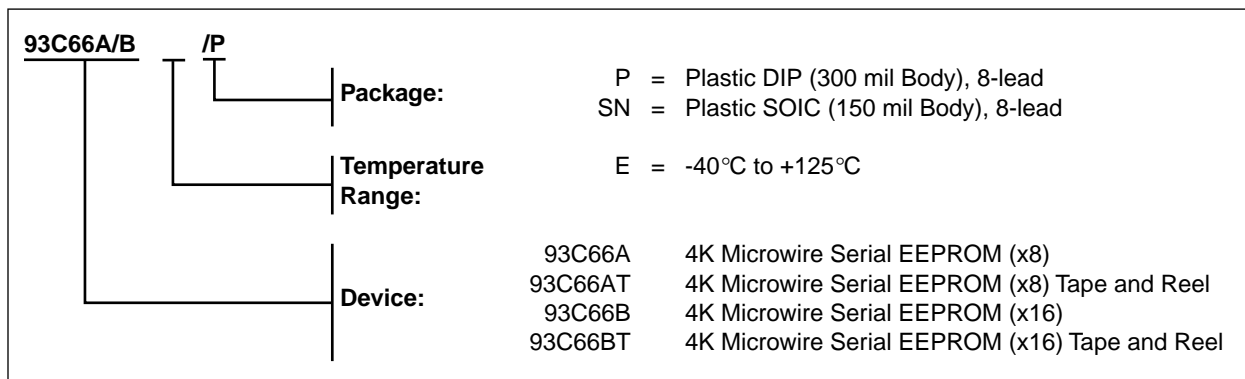 93C66A/B /P
Package: P = Plastic DIP (300 mil Body), 8-lead
SN = Plastic SOIC (150 mil Body), 8-lead
Temperature E = -40°C to +125°C
Range:
93C66A 4K Microwire Serial EEPROM (x8)
93C66AT 4K Microwire Serial EEPROM (x8) Tape and Reel
Device: 93C66B 4K Microwire Serial EEPROM (x16)
93C66BT 4K Microwire Serial EEPROM (x16) Tape and Reel